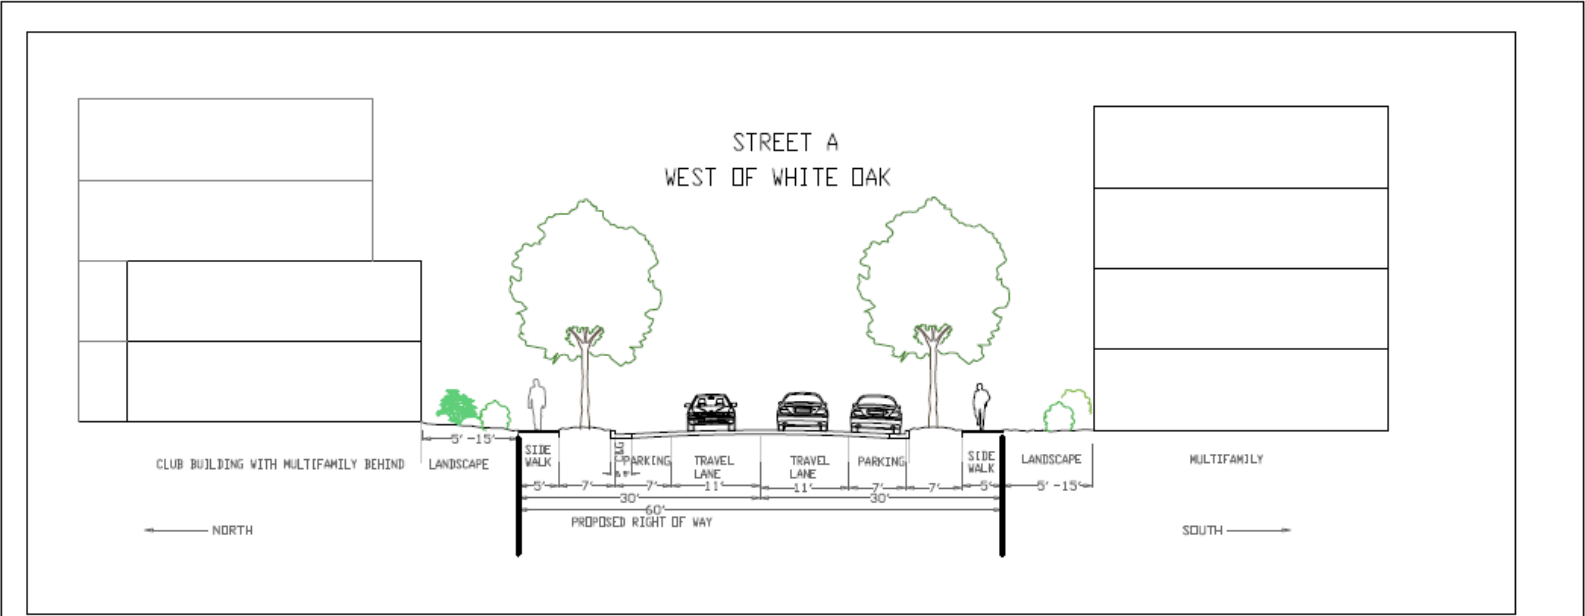 STREET A
WEST OF WHITE OAK
5'-15'
CLUB BUILDING WITH MULTIFAMILY BEHIND
LANDSCAPE
SIDE
WALK
C&G
PARKING
TRAVEL
LANE
TRAVEL
LANE
PARKING
SIDE
WALK
LANDSCAPE
MULTIFAMILY
5'
7'
7'
11'
11'
7'
7'
5'
5'-15'
30'
30'
60'
PROPOSED RIGHT OF WAY
NORTH
SOUTH